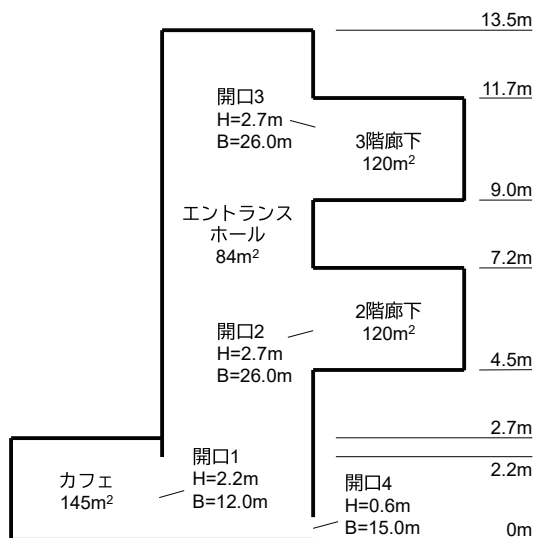 13.5m
11.7m
開口3
H=2.7m
B=26.0m
3階廊下
120m²
9.0m
エントランス
ホール
84m²
7.2m
2階廊下
120m²
開口2
H=2.7m
B=26.0m
4.5m
2.7m
2.2m
開口1
H=2.2m
B=12.0m
カフェ
145m²
開口4
H=0.6m
B=15.0m
0m